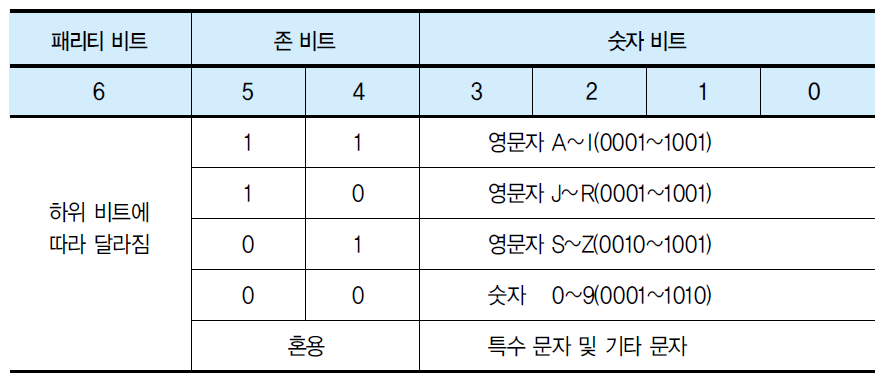 패리티 비트 존 비트 숫자 비트
6 5 4 3 2 1 0
1 1 영문자 A~I(0001~1001)
1 0 영문자 J~R(0001~1001)
하위 비트에
따라 달라짐
0 1 영문자 S~Z(0010~1001)
0 0 숫자 0~9(0001~1010)
혼용 특수 문자 및 기타 문자